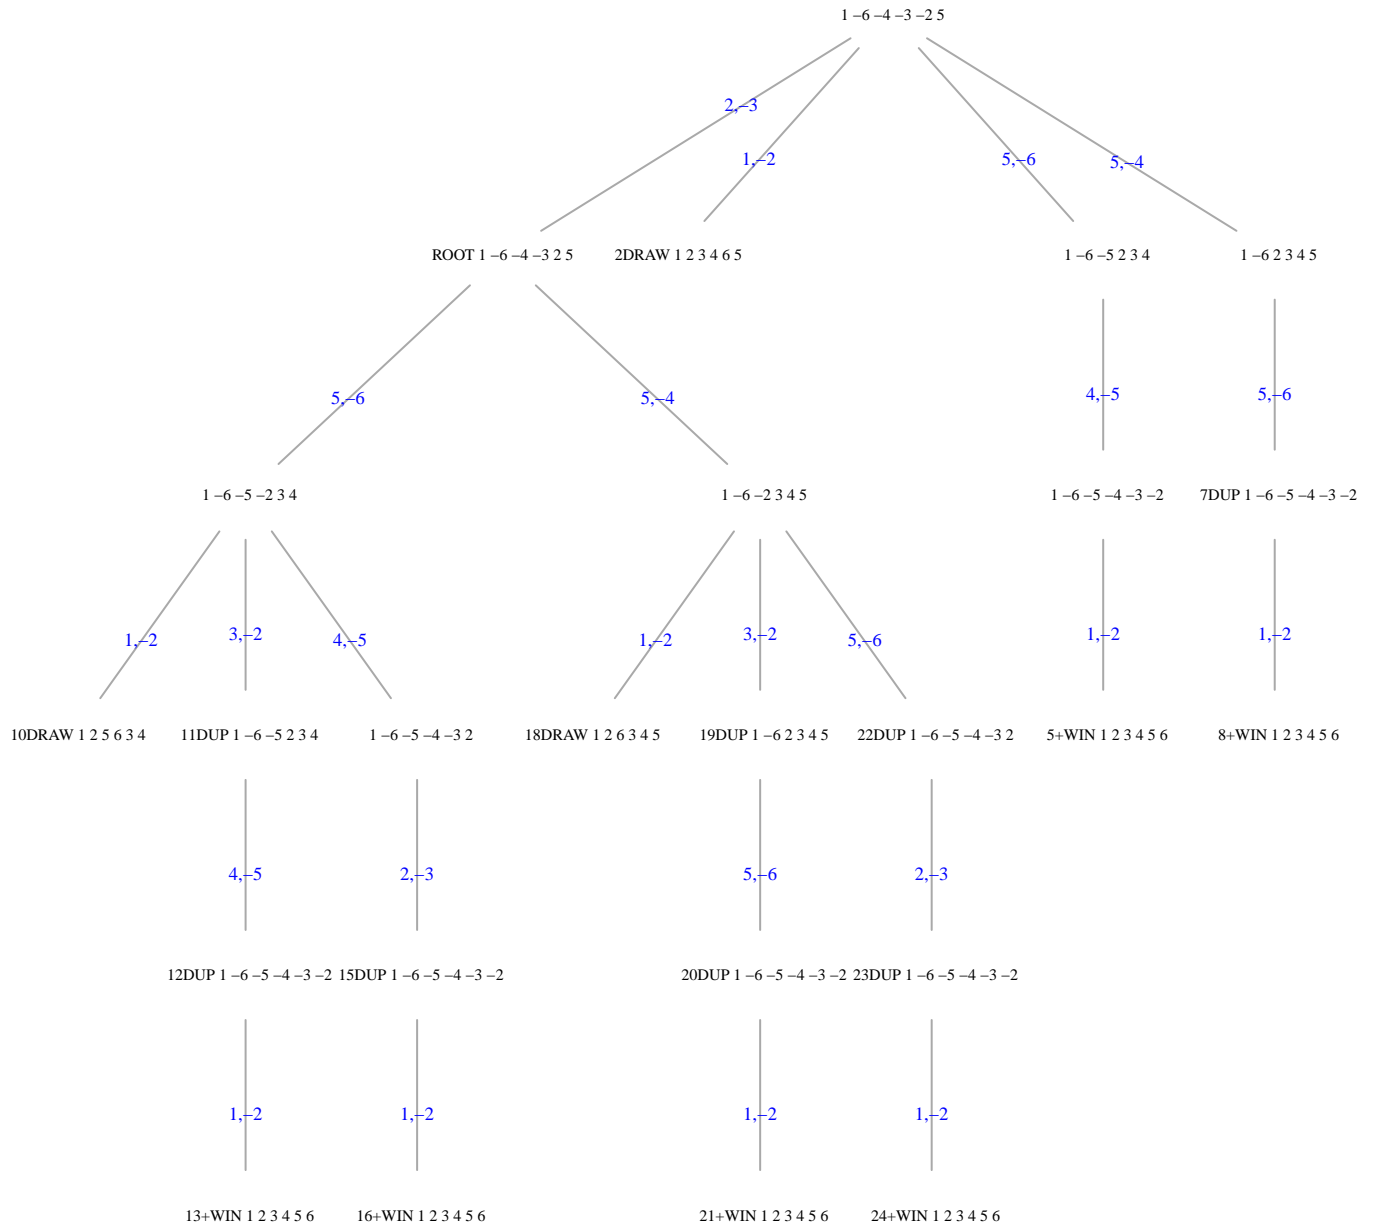 1 –6 –4 –3 –2 5
2,–3
1,–2
5,–6
5,–4
ROOT 1 –6 –4 –3 2 5
2DRAW 1 2 3 4 6 5
1 –6 –5 2 3 4
1 –6 2 3 4 5
5,–6
5,–4
4,–5
5,–6
1 –6 –5 –2 3 4
1 –6 –2 3 4 5
1 –6 –5 –4 –3 –2
7DUP 1 –6 –5 –4 –3 –2
1,–2
3,–2
4,–5
1,–2
3,–2
5,–6
1,–2
1,–2
10DRAW 1 2 5 6 3 4
11DUP 1 –6 –5 2 3 4
1 –6 –5 –4 –3 2
18DRAW 1 2 6 3 4 5
19DUP 1 –6 2 3 4 5
22DUP 1 –6 –5 –4 –3 2
5+WIN 1 2 3 4 5 6
8+WIN 1 2 3 4 5 6
4,–5
2,–3
5,–6
2,–3
12DUP 1 –6 –5 –4 –3 –2
15DUP 1 –6 –5 –4 –3 –2
20DUP 1 –6 –5 –4 –3 –2
23DUP 1 –6 –5 –4 –3 –2
1,–2
1,–2
1,–2
1,–2
13+WIN 1 2 3 4 5 6
16+WIN 1 2 3 4 5 6
21+WIN 1 2 3 4 5 6
24+WIN 1 2 3 4 5 6